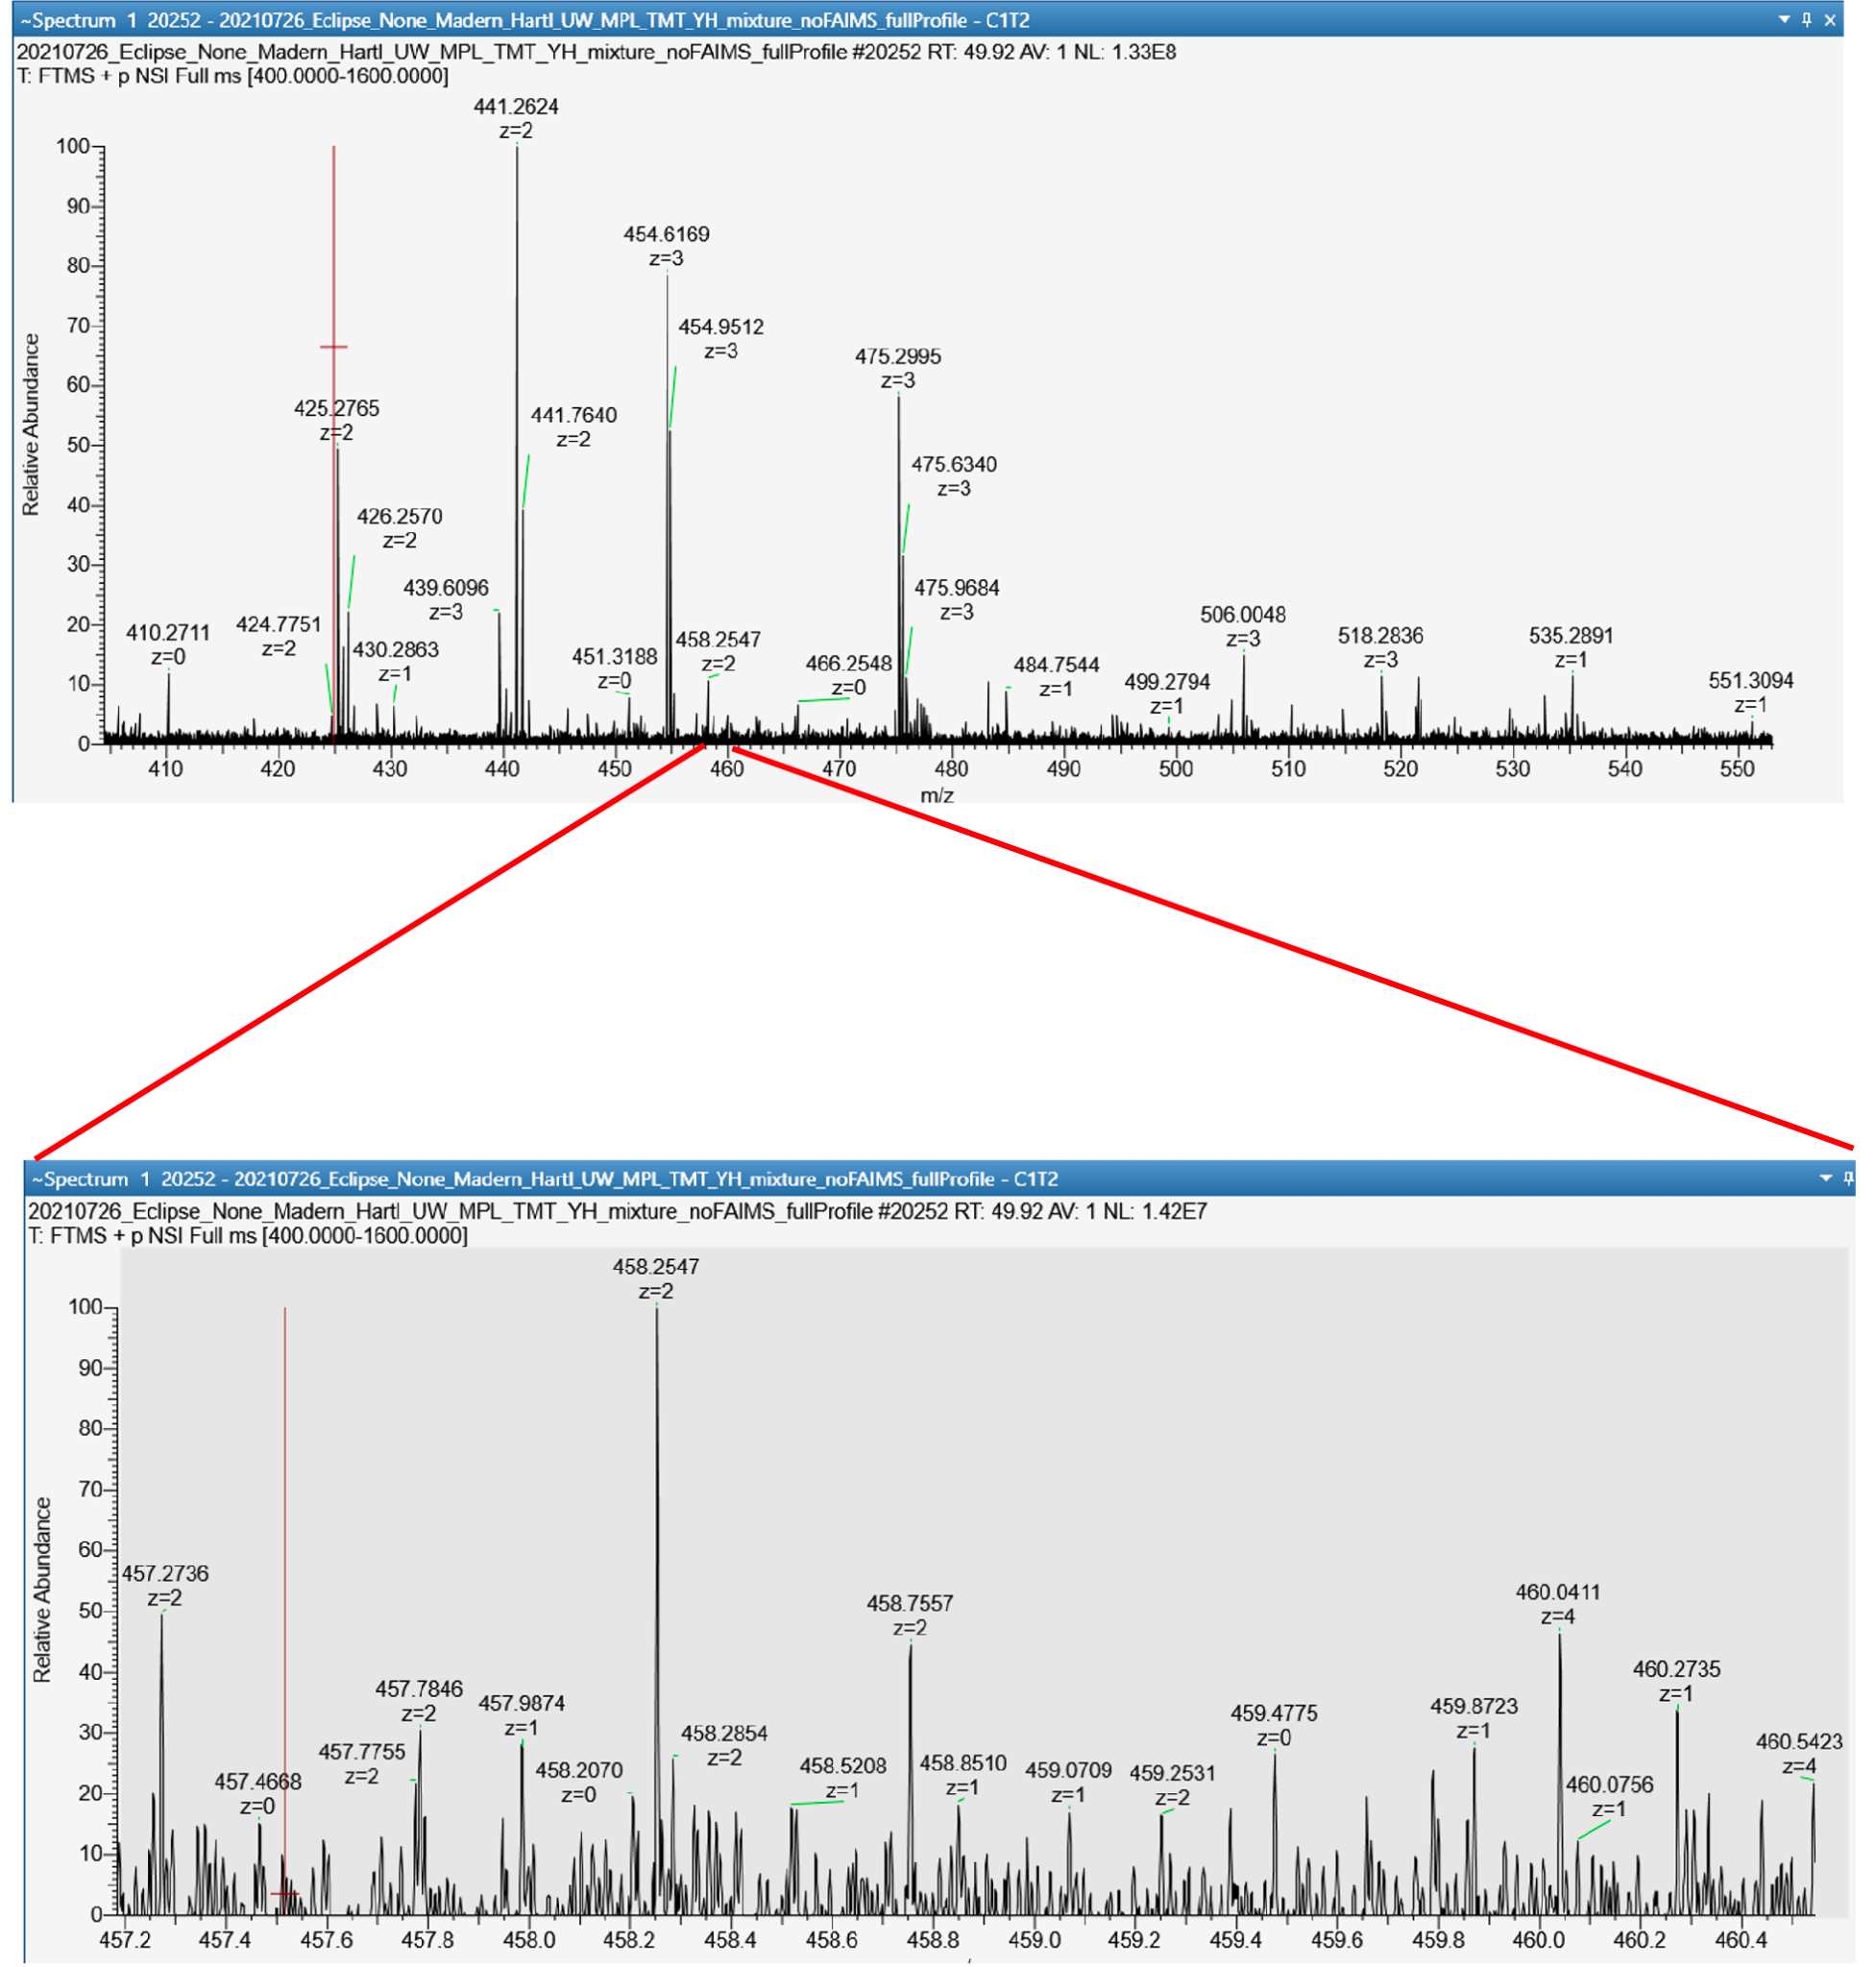 ~Spectrum 1 20252 - 20210726_Eclipse_None_Madern_Hartl_UW_MPL_TMT_YH_mixture_noFAIMS_fullProfile - C1T2
20210726_Eclipse_None_Madern_Hartl_UW_MPL_TMT_YH_mixture_noFAIMS_fullProfile #20252 RT: 49.92 AV: 1 NL: 1.33E8
T: FTMS + p NSI Full ms [400.0000-1600.0000]
441.2624
z=2
454.6169
z=3
454.9512
z=3
475.2995
z=3
425.2765
z=2
441.7640
z=2
475.6340
z=3
426.2570
z=2
439.6096
z=3
475.9684
z=3
410.2711
z=0
424.7751
z=2
430.2863
z=1
451.3188
z=0
458.2547
z=2
466.2548
z=0
484.7544
z=1
499.2794
z=1
506.0048
z=3
518.2836
z=3
535.2891
z=1
551.3094
z=1
100
90
80
70
60
50
40
30
20
10
0
Relative Abundance
410 420 430 440 450 460 470 480 490 500 510 520 530 540 550
m/z
~Spectrum 1 20252 - 20210726_Eclipse_None_Madern_Hartl_UW_MPL_TMT_YH_mixture_noFAIMS_fullProfile - C1T2
20210726_Eclipse_None_Madern_Hartl_UW_MPL_TMT_YH_mixture_noFAIMS_fullProfile #20252 RT: 49.92 AV: 1 NL: 1.42E7
T: FTMS + p NSI Full ms [400.0000-1600.0000]
458.2547
z=2
457.2736
z=2
458.7557
z=2
460.0411
z=4
457.7846
z=2
457.9874
z=1
460.2735
z=1
457.7755
z=2
458.2854
z=2
459.4775
z=0
459.8723
z=1
460.5423
z=4
457.4668
z=0
458.2070
z=0
458.5208
z=1
458.8510
z=1
459.0709
z=1
459.2531
z=2
460.0756
z=1
100
90
80
70
60
50
40
30
20
10
0
Relative Abundance
457.2 457.4 457.6 457.8 458.0 458.2 458.4 458.6 458.8 459.0 459.2 459.4 459.6 459.8 460.0 460.2 460.4